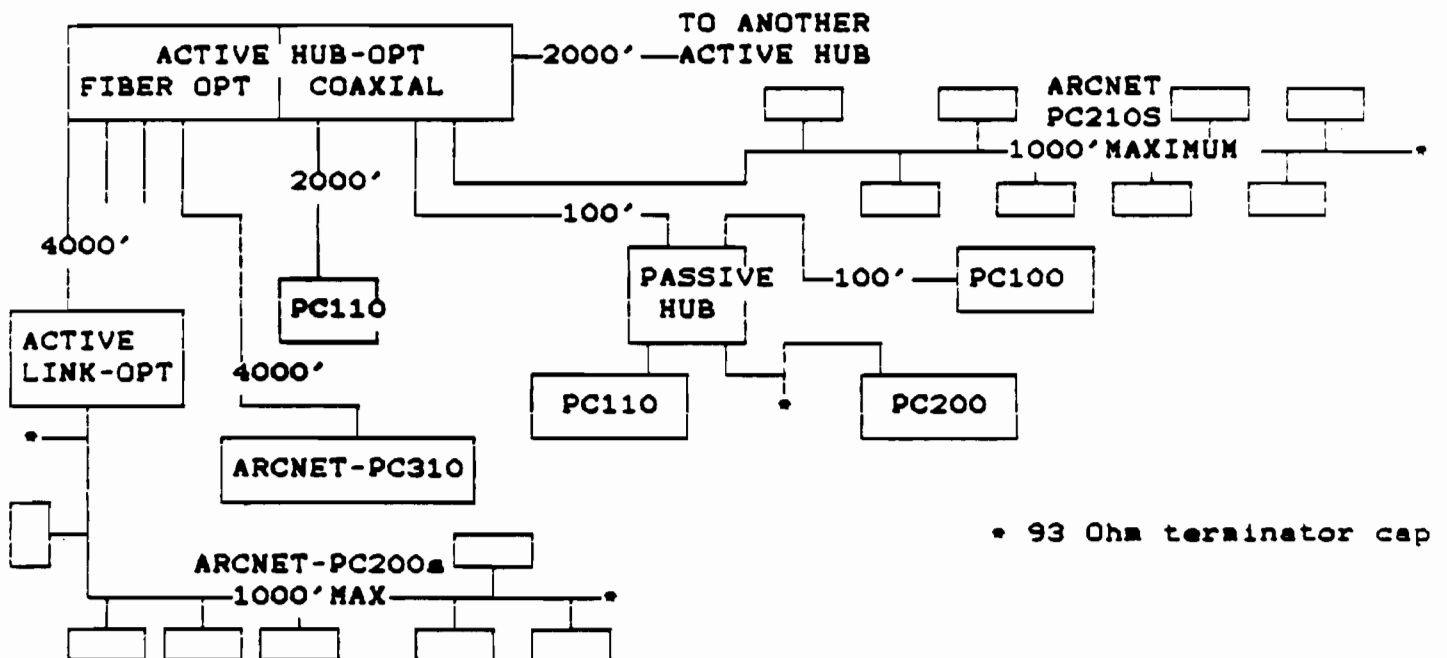 TO ANOTHER
ACTIVE HUB
2000'
ACTIVE HUB-OPT
FIBER OPT COAXIAL
ARCNET
PC210S
1000'MAXIMUM
*
2000'
100'
4000'
PASSIVE
HUB
100'
PC100
PC110
ACTIVE
LINK-OPT
4000'
PC110
*
PC200
*
ARCNET-PC310
* 93 Ohm terminator cap
ARCNET-PC200s
1000'MAX
*